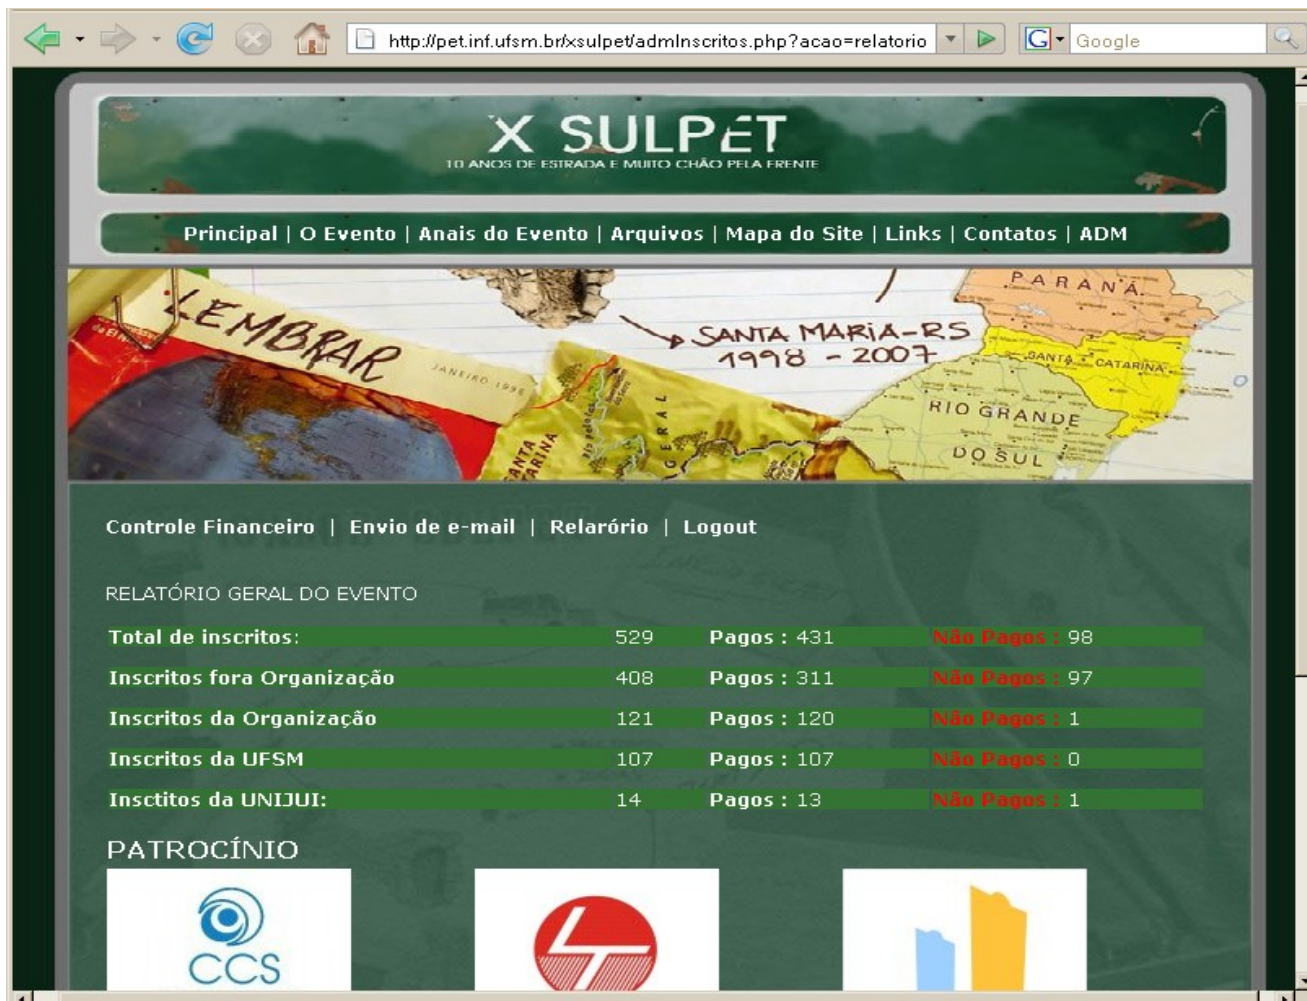 http://pet.inf.ufsm.br/xsulpet/admInscritos.php?acao=relatorio
G Google
X SULPET
10 ANOS DE ESTRADA E MUITO CHÃO PELA FRENTE
Principal | O Evento | Anais do Evento | Arquivos | Mapa do Site | Links | Contatos | ADM
LEMBRAR
JANEIRO 1998
SANTA MARIA-RS
1998 - 2007
PARANÁ
SANTA CATARINA
RIO GRANDE
DO SUL
GERAL
SANTA
Controle Financeiro | Envio de e-mail | Relarório | Logout
RELATÓRIO GERAL DO EVENTO
Total de inscritos: 529 Pagos : 431 Não Pagos : 98
Inscritos fora Organização 408 Pagos : 311 Não Pagos : 97
Inscritos da Organização 121 Pagos : 120 Não Pagos : 1
Inscritos da UFSM 107 Pagos : 107 Não Pagos : 0
Insctitos da UNIJUI: 14 Pagos : 13 Não Pagos : 1
PATROCÍNIO
CCS
LT